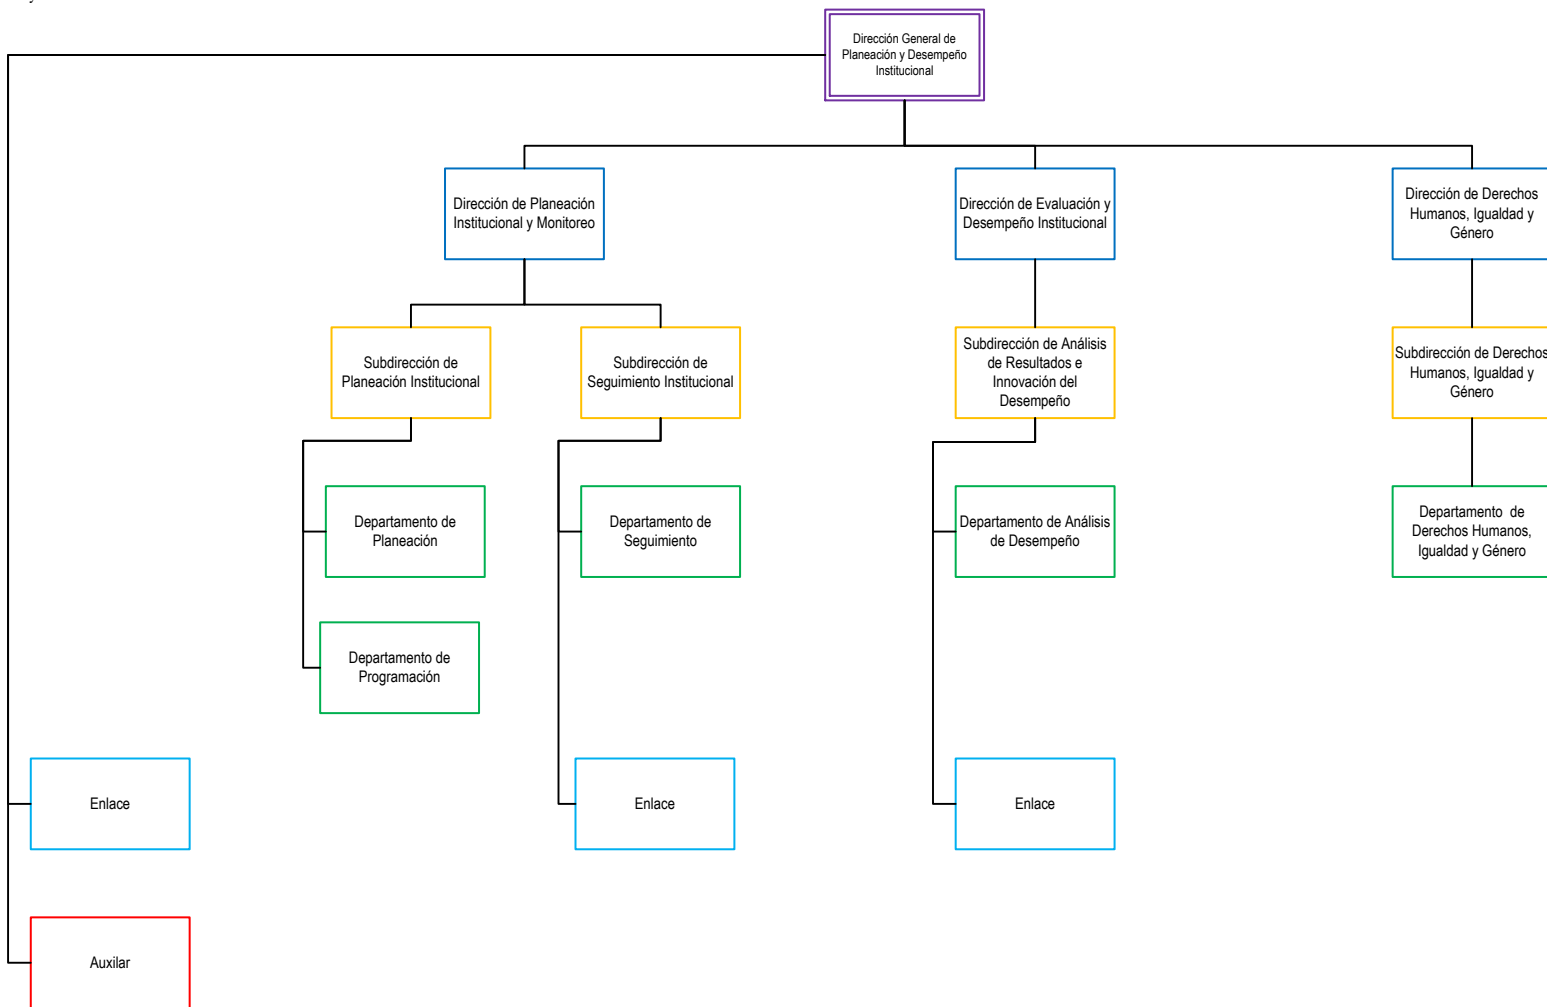 Dirección General de
Planeación y Desempeño
Institucional
Dirección de Planeación
Institucional y Monitoreo
Dirección de Evaluación y
Desempeño Institucional
Dirección de Derechos
Humanos, Igualdad y
Género
Subdirección de
Planeación Institucional
Subdirección de
Seguimiento Institucional
Subdirección de Análisis
de Resultados e
Innovación del
Desempeño
Subdirección de Derechos
Humanos, Igualdad y
Género
Departamento de
Planeación
Departamento de
Seguimiento
Departamento de Análisis
de Desempeño
Departamento de
Derechos Humanos,
Igualdad y Género
Departamento de
Programación
Enlace
Enlace
Enlace
Auxilar